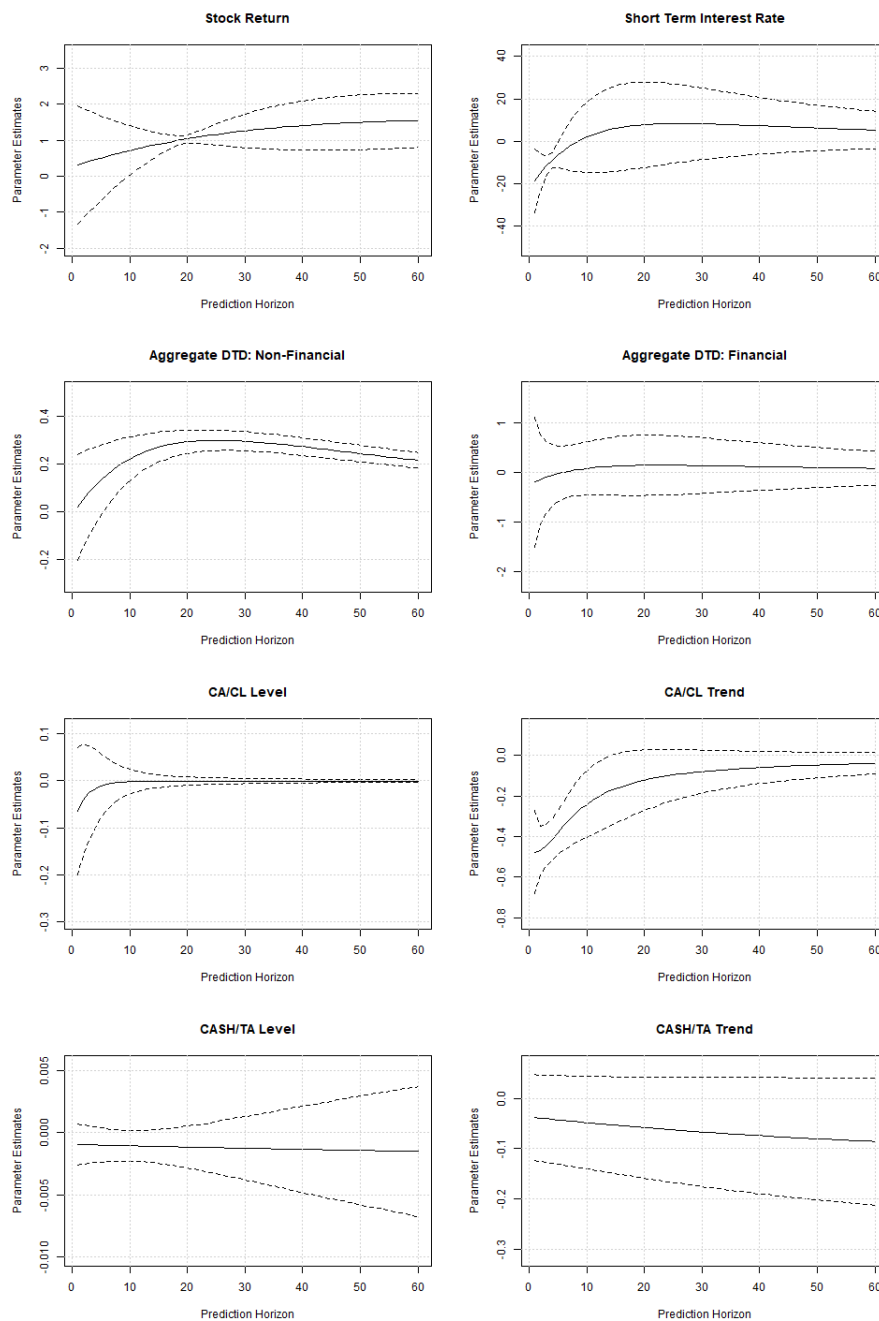 Stock Return
Parameter Estimates
3
2
1
0
-1
-2
0 10 20 30 40 50 60
Prediction Horizon
Short Term Interest Rate
Parameter Estimates
40
20
0
-20
-40
0 10 20 30 40 50 60
Prediction Horizon
Aggregate DTD: Non-Financial
Parameter Estimates
0.4
0.2
0.0
-0.2
0 10 20 30 40 50 60
Prediction Horizon
Aggregate DTD: Financial
Parameter Estimates
1
0
-1
-2
0 10 20 30 40 50 60
Prediction Horizon
CA/CL Level
Parameter Estimates
0.1
0.0
-0.1
-0.2
-0.3
0 10 20 30 40 50 60
Prediction Horizon
CA/CL Trend
Parameter Estimates
0.0
-0.2
-0.4
-0.6
-0.8
0 10 20 30 40 50 60
Prediction Horizon
CASH/TA Level
Parameter Estimates
0.005
0.000
-0.005
-0.010
0 10 20 30 40 50 60
Prediction Horizon
CASH/TA Trend
Parameter Estimates
0.0
-0.1
-0.2
-0.3
0 10 20 30 40 50 60
Prediction Horizon